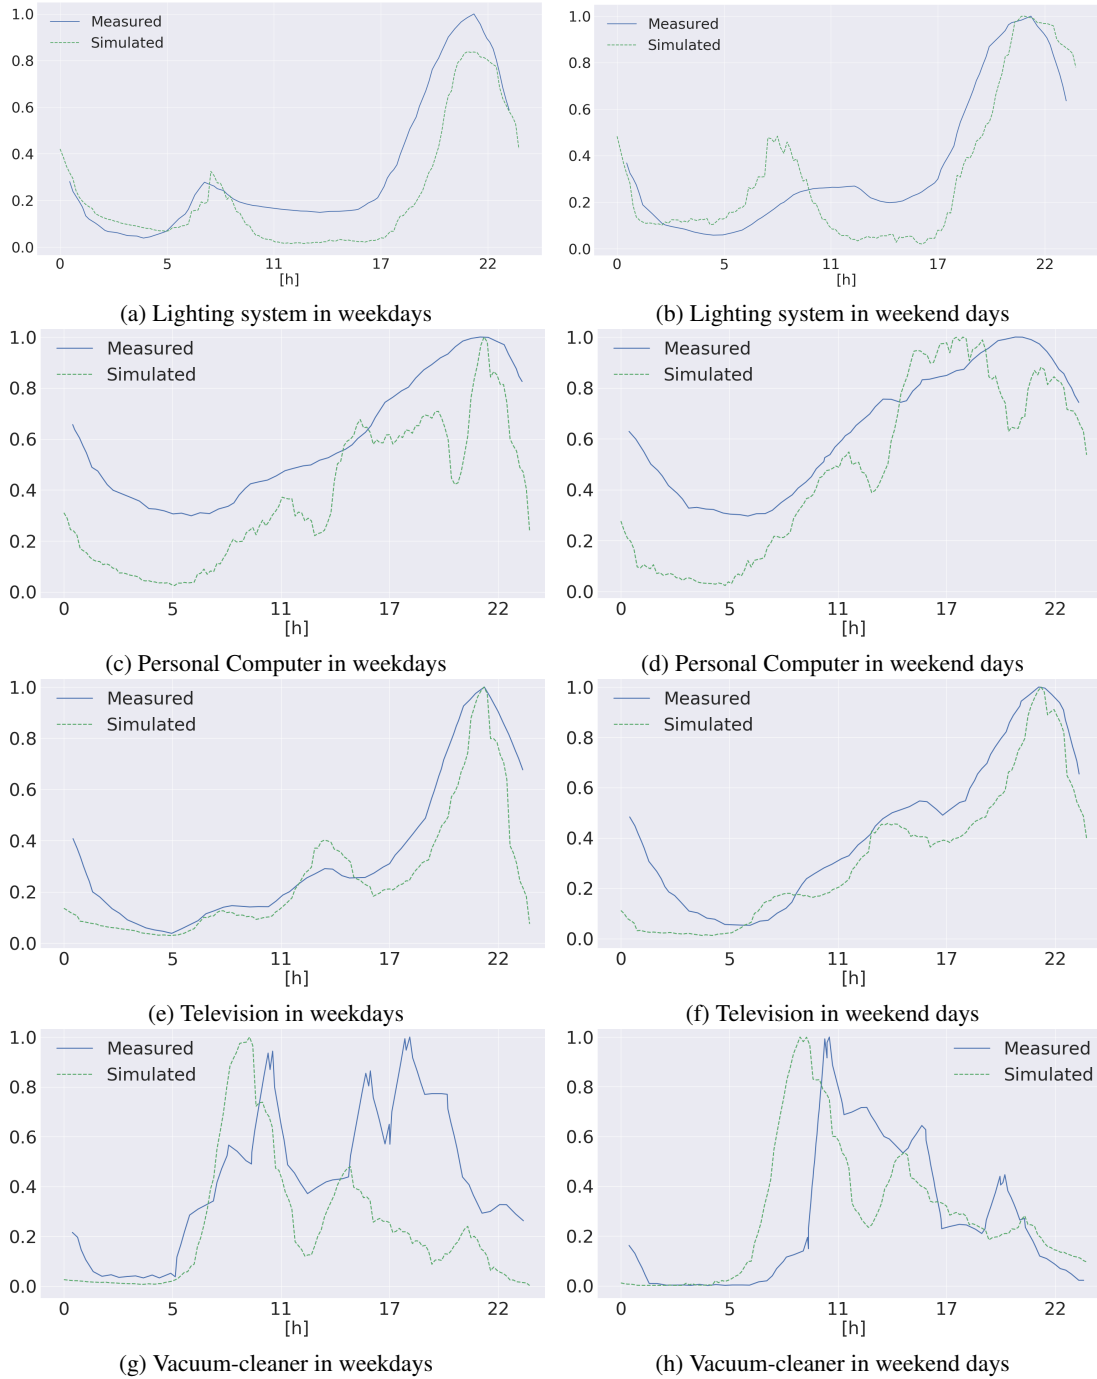 Measured
Simulated
1.0
0.8
0.6
0.4
0.2
0.0
0 5 11 17 22
[h]
(a) Lighting system in weekdays
Measured
Simulated
1.0
0.8
0.6
0.4
0.2
0.0
0 5 11 17 22
[h]
(b) Lighting system in weekend days
Measured
Simulated
1.0
0.8
0.6
0.4
0.2
0.0
0 5 11 17 22
[h]
(c) Personal Computer in weekdays
Measured
Simulated
1.0
0.8
0.6
0.4
0.2
0.0
0 5 11 17 22
[h]
(d) Personal Computer in weekend days
Measured
Simulated
1.0
0.8
0.6
0.4
0.2
0.0
0 5 11 17 22
[h]
(e) Television in weekdays
Measured
Simulated
1.0
0.8
0.6
0.4
0.2
0.0
0 5 11 17 22
[h]
(f) Television in weekend days
Measured
Simulated
1.0
0.8
0.6
0.4
0.2
0.0
0 5 11 17 22
[h]
(g) Vacuum-cleaner in weekdays
Measured
Simulated
1.0
0.8
0.6
0.4
0.2
0.0
0 5 11 17 22
[h]
(h) Vacuum-cleaner in weekend days